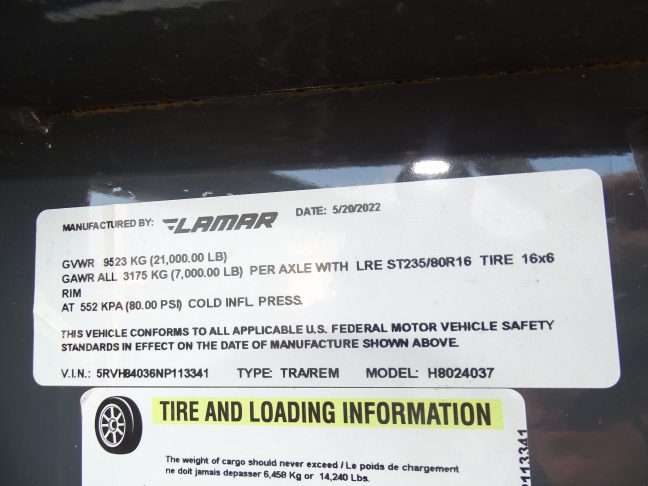 MANUFACTURED BY: LAMAR DATE: 5/20/2022
GVWR 9523 KG (21,000.00 LB)
GAWR ALL 3175 KG (7,000.00 LB) PER AXLE WITH LRE ST235/80R16 TIRE 16x6
RIM
AT 552 KPA (80.00 PSI) COLD INFL. PRESS.
THIS VEHICLE CONFORMS TO ALL APPLICABLE U.S. FEDERAL MOTOR VEHICLE SAFETY
STANDARDS IN EFFECT ON THE DATE OF MANUFACTURE SHOWN ABOVE.
V.I.N.: 5RVHB4036NP113341 TYPE: TRA/REM MODEL: H8024037
TIRE AND LOADING INFORMATION
The weight of cargo should never exceed / Le poids de chargement
ne doit jamais depasser 6,458 Kg or 14,240 Lbs.
P113341